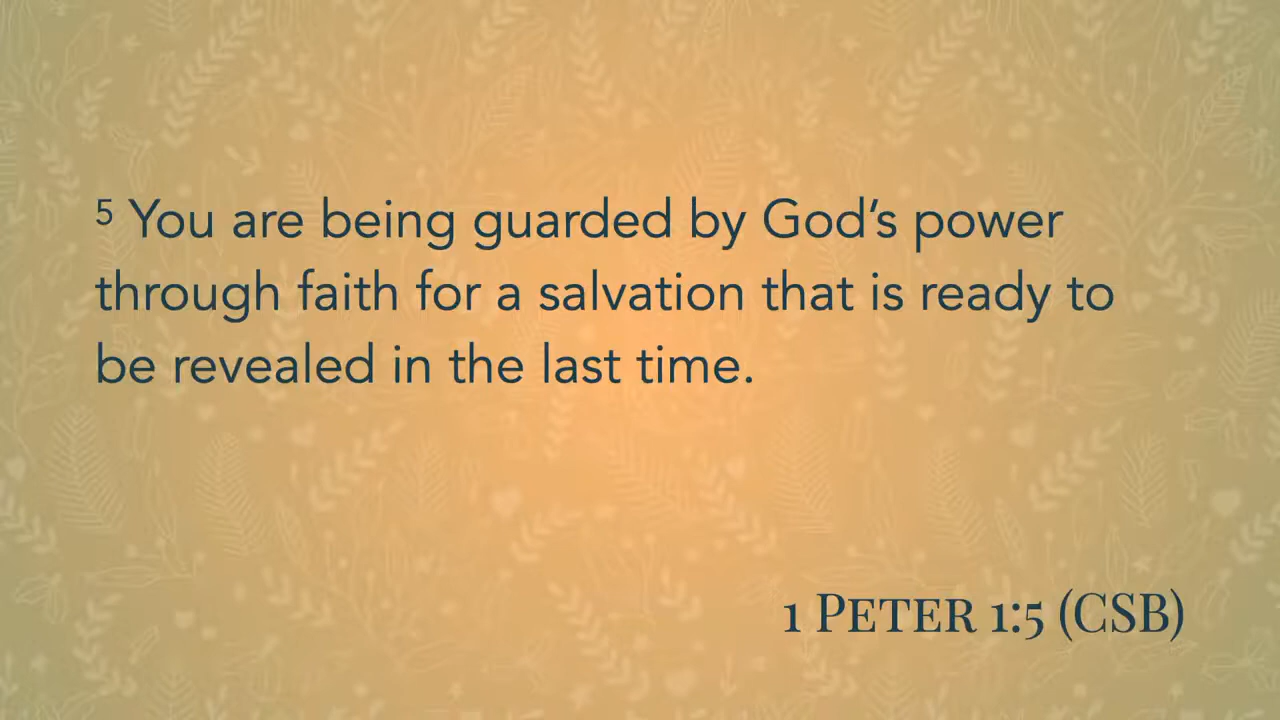 ⁵ You are being guarded by God’s power
through faith for a salvation that is ready to
be revealed in the last time.
1 Peter 1:5 (CSB)